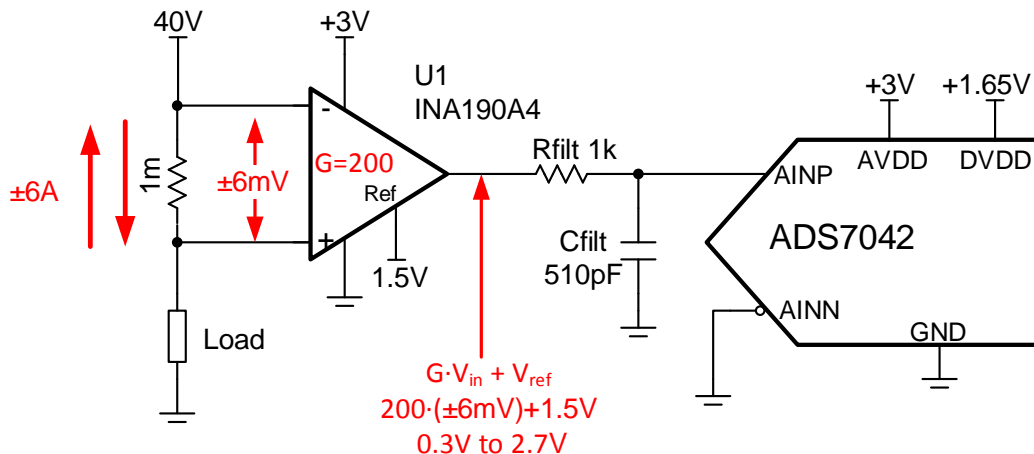 40V
+3V
U1
INA190A4
+3V
+1.65V
-
1m
±6A
±6mV
G=200
Ref
+
1.5V
Rfilt 1k
Cfilt
510pF
AVDD
DVDD
AINP
ADS7042
AINN
GND
Load
G·Vin + Vref
200·(±6mV)+1.5V
0.3V to 2.7V